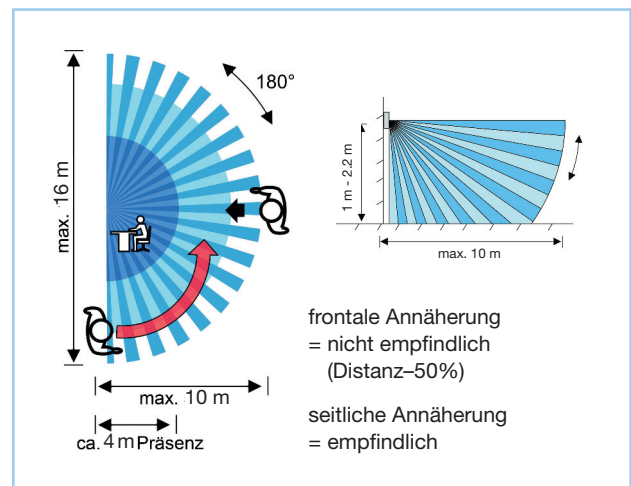 180°
max. 16 m
max. 10 m
ca. 4 m Präsenz
1 m - 2.2 m
max. 10 m
frontale Annäherung
= nicht empfindlich
(Distanz–50%)
seitliche Annäherung
= empfindlich